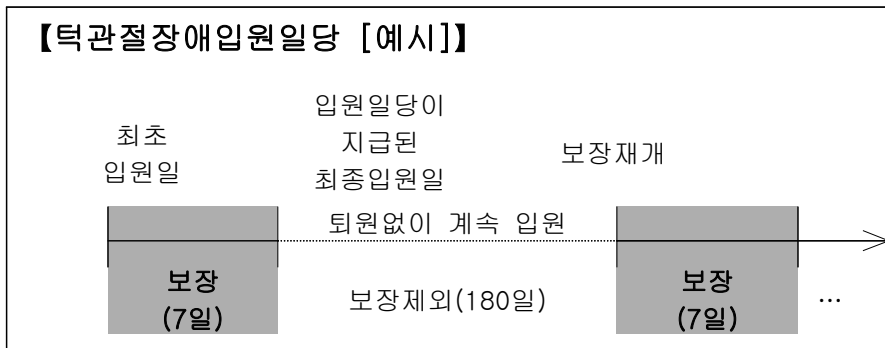 【턱관절장애입원일당 [예시]】
최초
입원일
입원일당이
지급된
최종입원일
보장재개
퇴원없이 계속 입원
보장
(7일)
보장제외(180일)
보장
(7일)
…